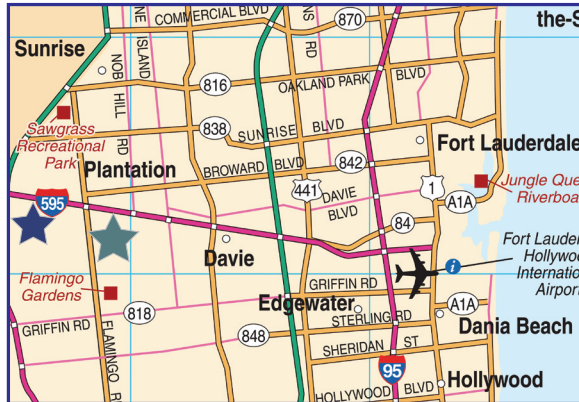 COMMERCIAL BLVD
870
the-S
Sunrise
NOB HILL RD
NE ISLAND
NS RD
816
OAKLAND PARK BLVD
Sawgrass
Recreational
Park
838
SUNRISE BLVD
Fort Lauderdale
Plantation
BROWARD BLVD
842
441
DAVIE
BLVD
1
A1A
Jungle Que
Riverboa
595
84
Davie
Fort Lauder
Hollywoo
Internatio
Airpor
i
Flamingo
Gardens
GRIFFIN RD
Edgewater
818
GRIFFIN RD
FLAMINGO R
848
STERLING RD
A1A
Dania Beach
SHERIDAN ST
95
Hollywood
HOLLYWOOD BLVD